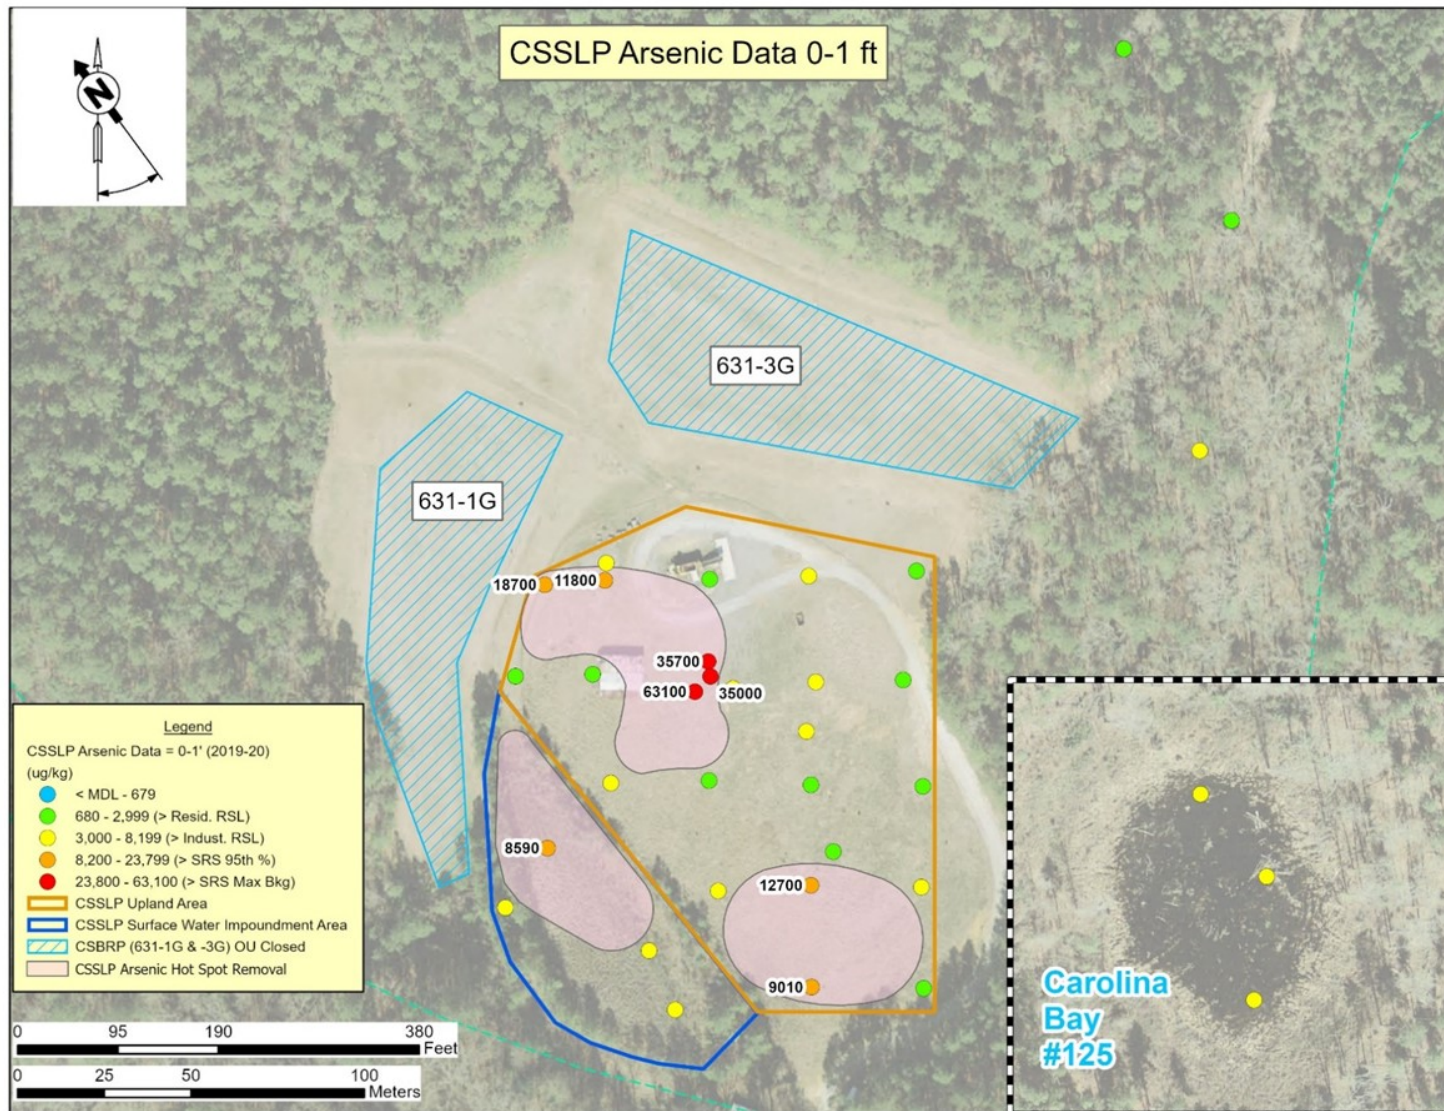 CSSLP Arsenic Data 0-1 ft
N
631-3G
631-1G
18700
11800
35700
63100
35000
8590
12700
9010
Legend
CSSLP Arsenic Data = 0-1' (2019-20)
(ug/kg)
< MDL - 679
680 - 2,999 (> Resid. RSL)
3,000 - 8,199 (> Indust. RSL)
8,200 - 23,799 (> SRS 95th %)
23,800 - 63,100 (> SRS Max Bkg)
CSSLP Upland Area
CSSLP Surface Water Impoundment Area
CSBRP (631-1G & -3G) OU Closed
CSSLP Arsenic Hot Spot Removal
0 95 190 380
Feet
0 25 50 100
Meters
Carolina
Bay
#125